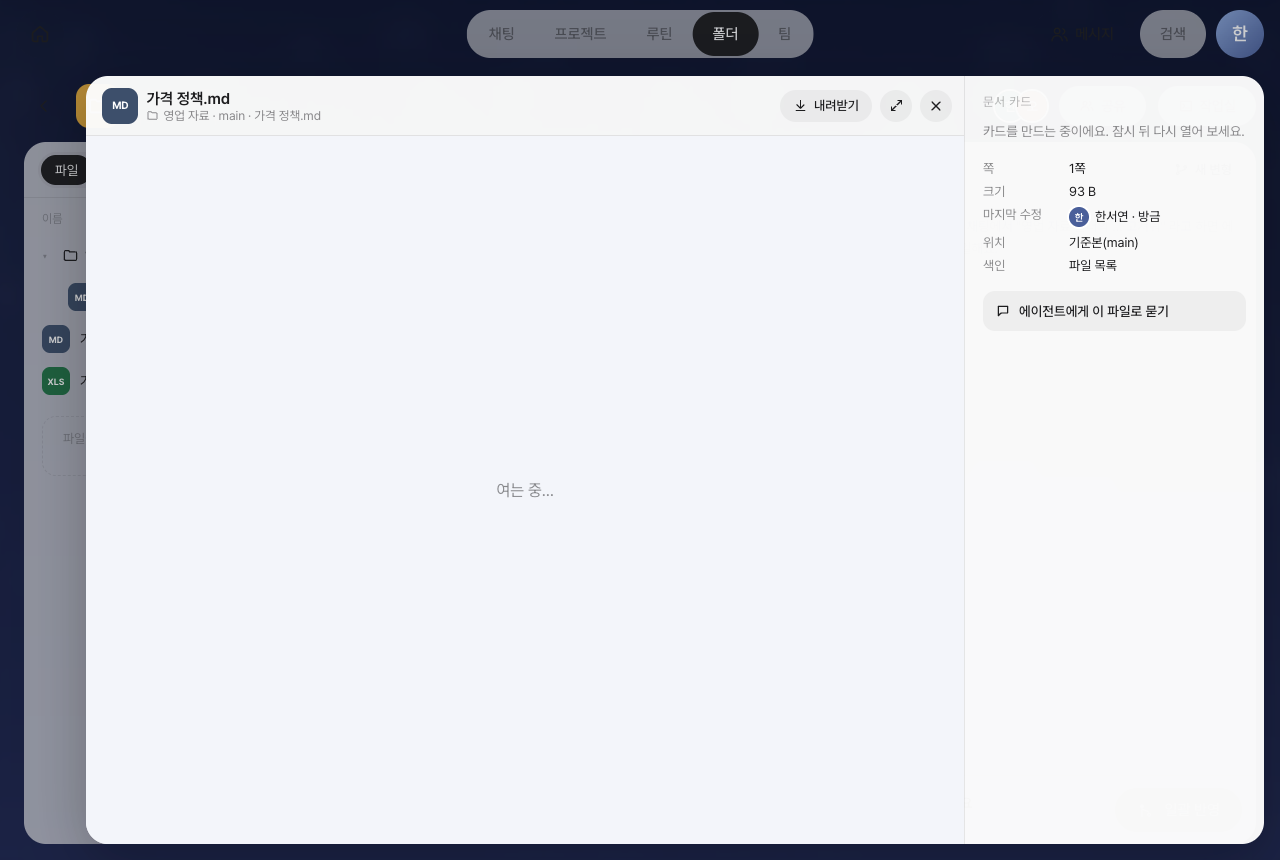 채팅
프로젝트
루틴
폴더
팀
메시지
검색
한
MD
가격 정책.md
영업 자료 · main · 가격 정책.md
내려받기
문서 카드
카드를 만드는 중이에요. 잠시 뒤 다시 열어 보세요.
쪽 1쪽
크기 93 B
마지막 수정 한 한서연 · 방금
위치 기준본(main)
색인 파일 목록
에이전트에게 이 파일로 묻기
파일
이름
MD
MD
XLS
파일
여는 중…